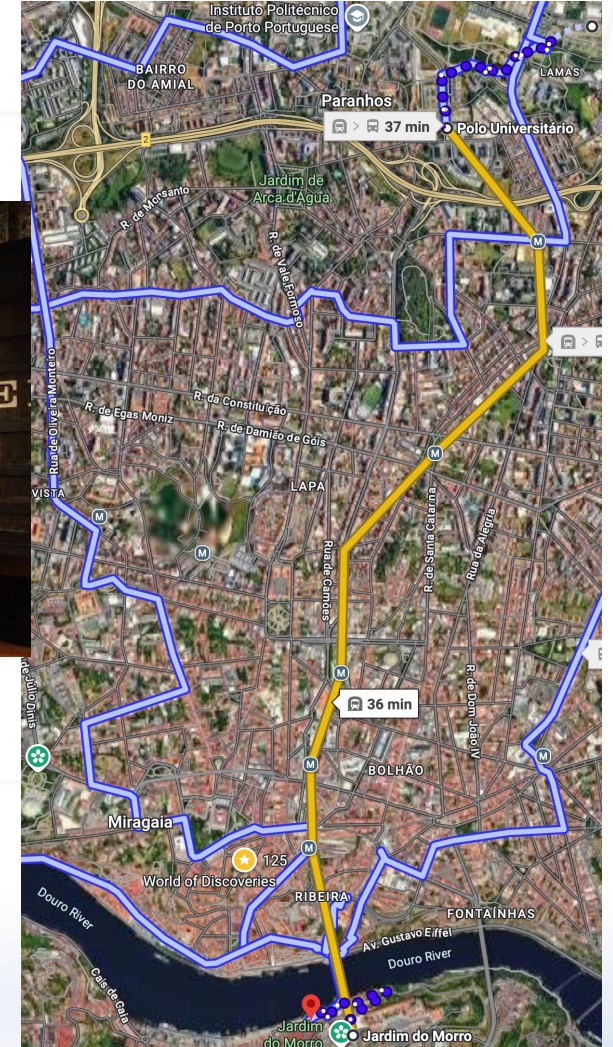 Instituto Politécnico
de Porto Portuguese
BAIRRO
DO AMIAL
LAMAS
Paranhos
37 min
Polo Universitário
2
Jardim de
Arca d'Água
R. de Morsanto
R. de Vale Formoso
M
Rua de Oliveira Monteiro
E
R. da Constituição
R. de Egas Moniz
R. de Damião de Góis
M
VISTA
LAPA
M
M
Rua de Camões
R. de Santa Catarina
Rua da Alegria
de Júlio Dinis
M
R. de Dom João IV
36 min
M
M
BOLHÃO
Miragaia
M
125
World of Discoveries
RIBEIRA
FONTAÍNHAS
Douro River
Av. Gustavo Eiffel
Douro River
Cais de Gaia
Jardim
do Morro
Jardim do Morro